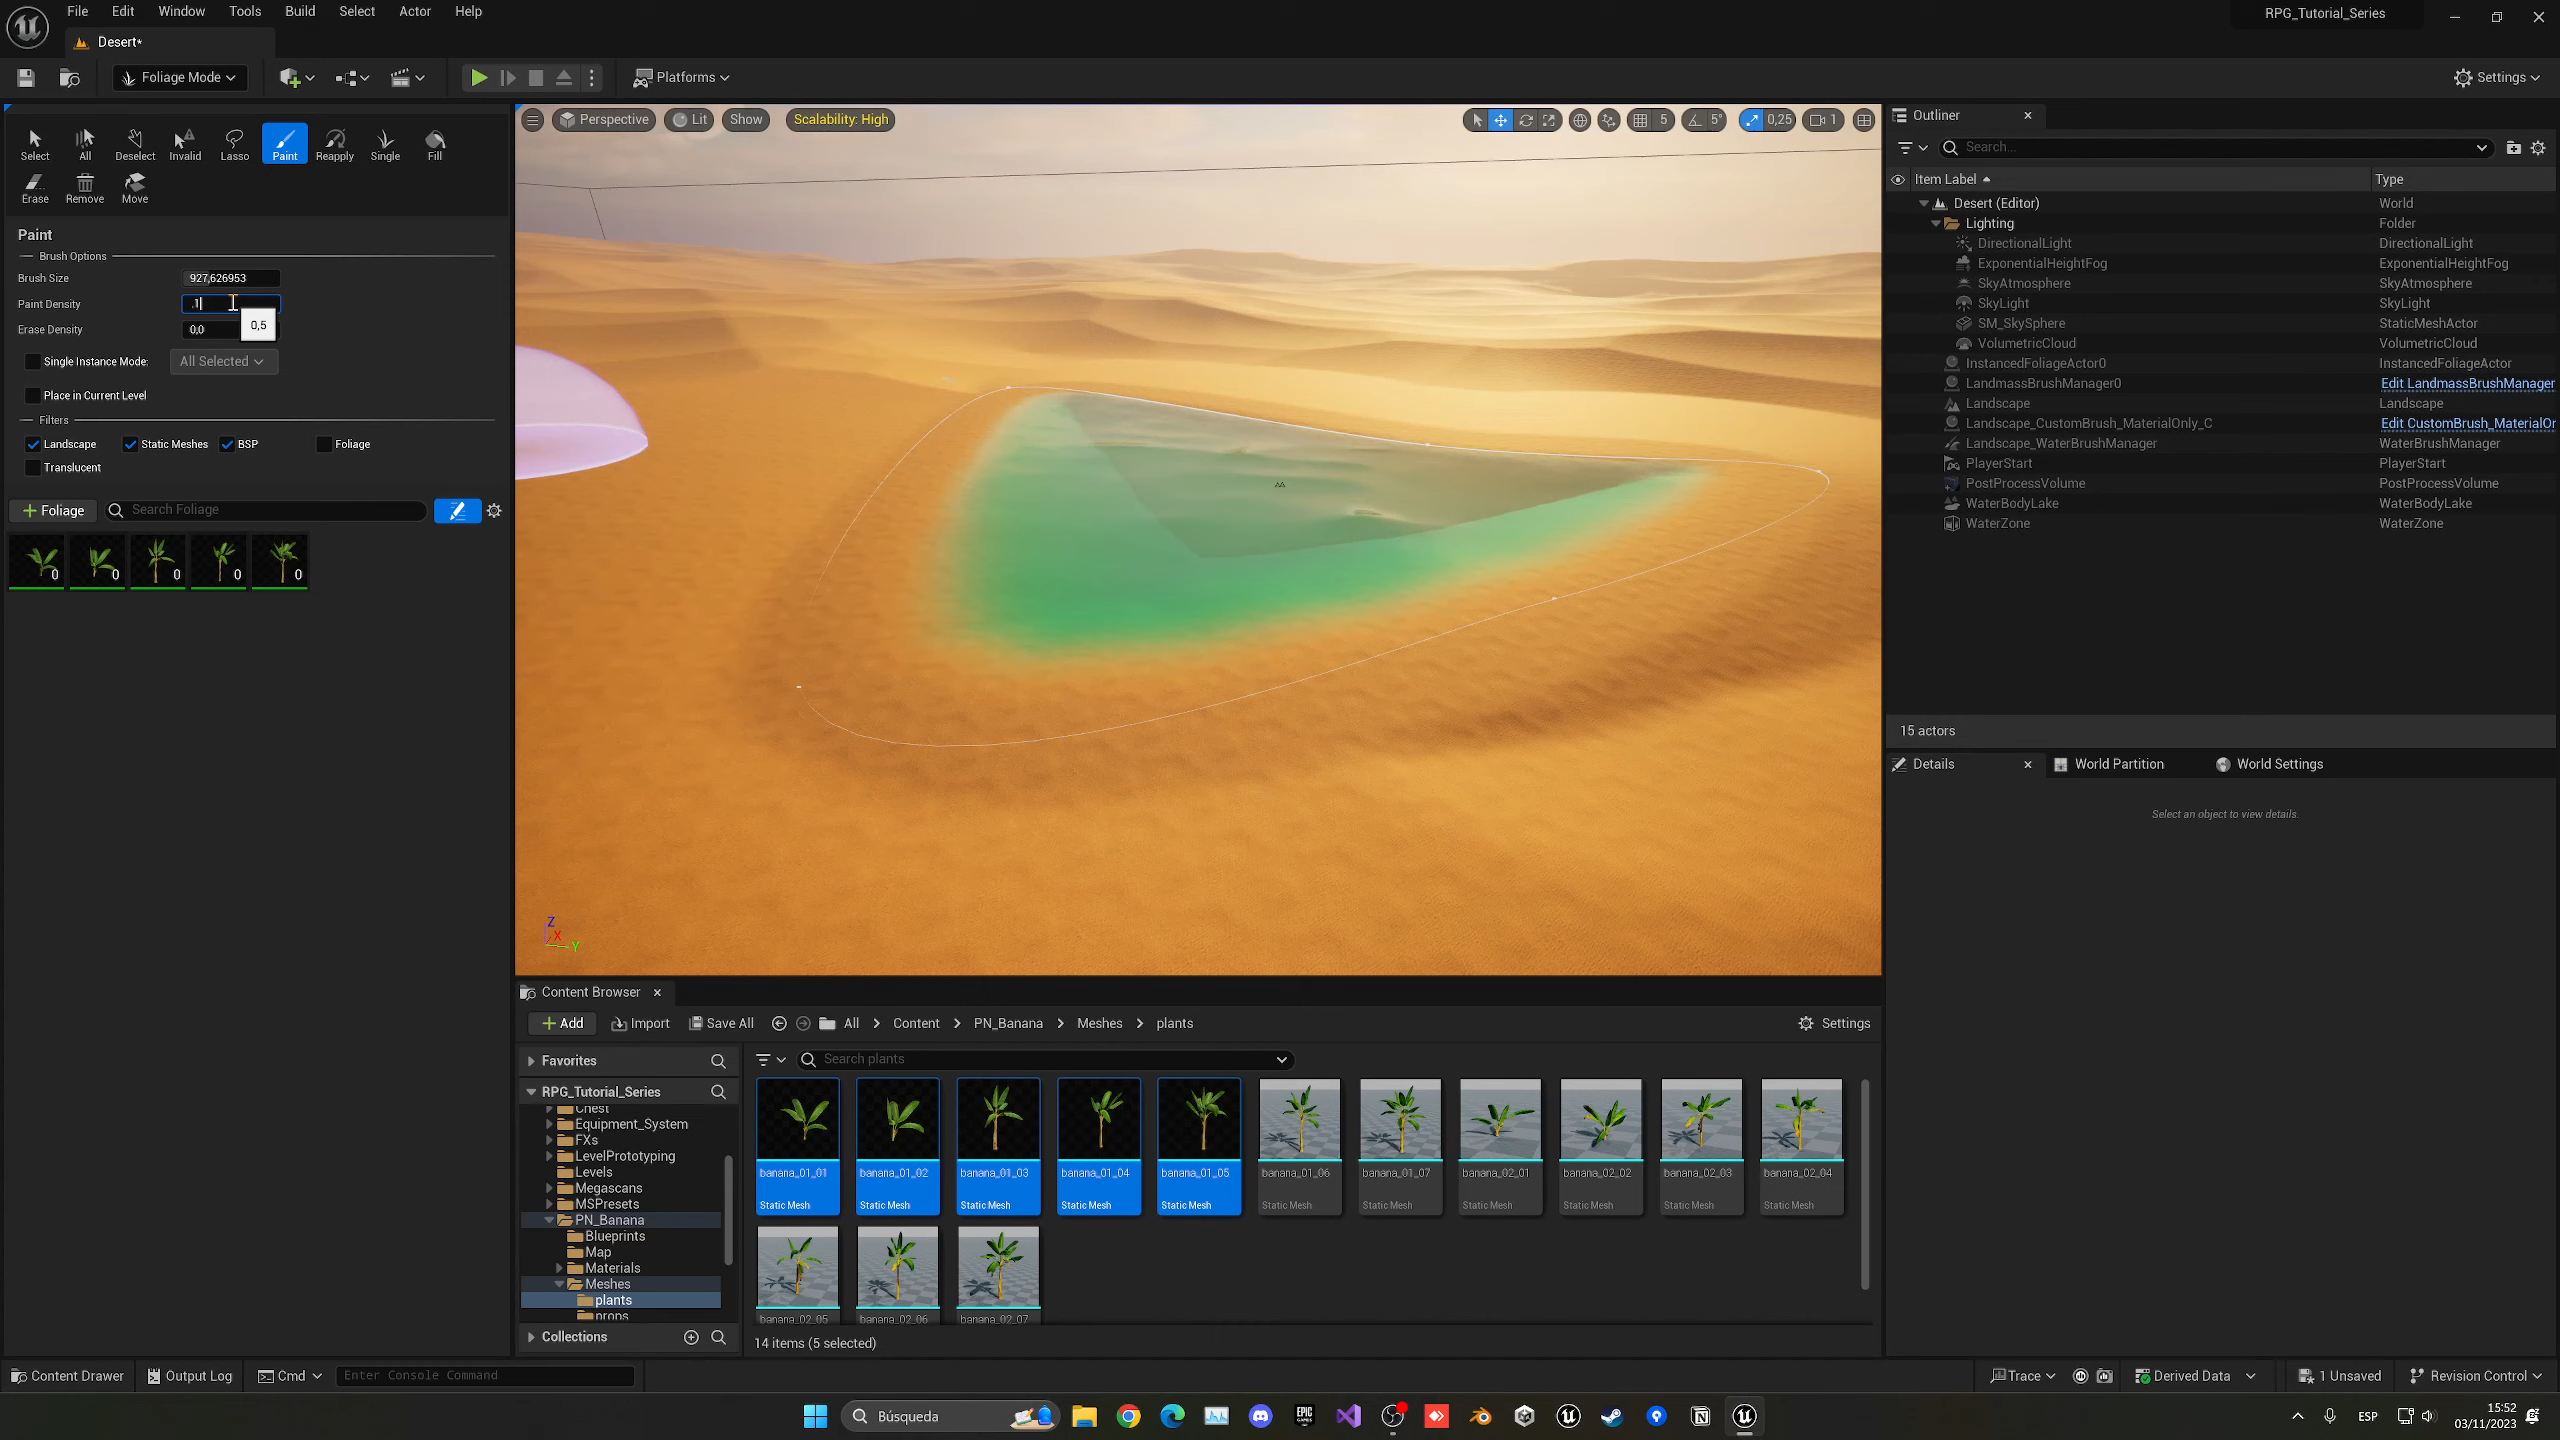 File Edit Window Tools Build Select Actor Help
RPG_Tutorial_Series
Desert*
Foliage Mode
Platforms
Settings
Select All Deselect Invalid Lasso Paint Reapply Single Fill
Erase Remove Move
Paint
Brush Options
Brush Size 927,626953
Paint Density .1
Erase Density 0,0
0,5
Single Instance Mode: All Selected
Place in Current Level
Filters
Landscape Static Meshes BSP Foliage
Translucent
Foliage Search Foliage
0 0 0 0 0
Perspective Lit Show Scalability: High
5 5° 0,25 1
Z
X
Y
Outliner
Search...
Item Label Type
Desert (Editor) World
Lighting Folder
DirectionalLight DirectionalLight
ExponentialHeightFog ExponentialHeightFog
SkyAtmosphere SkyAtmosphere
SkyLight SkyLight
SM_SkySphere StaticMeshActor
VolumetricCloud VolumetricCloud
InstancedFoliageActor0 InstancedFoliageActor
LandmassBrushManager0 Edit LandmassBrushManager
Landscape Landscape
Landscape_CustomBrush_MaterialOnly_C Edit CustomBrush_MaterialOr
Landscape_WaterBrushManager WaterBrushManager
PlayerStart PlayerStart
PostProcessVolume PostProcessVolume
WaterBodyLake WaterBodyLake
WaterZone WaterZone
15 actors
Details World Partition World Settings
Select an object to view details.
Content Browser
Add Import Save All All Content PN_Banana Meshes plants Settings
Favorites
RPG_Tutorial_Series
Chest
Equipment_System
FXs
LevelPrototyping
Levels
Megascans
MSPresets
PN_Banana
Blueprints
Map
Materials
Meshes
plants
props
Collections
Search plants
banana_01_01 banana_01_02 banana_01_03 banana_01_04 banana_01_05 banana_01_06 banana_01_07 banana_02_01 banana_02_02 banana_02_03 banana_02_04
Static Mesh Static Mesh Static Mesh Static Mesh Static Mesh Static Mesh Static Mesh Static Mesh Static Mesh Static Mesh Static Mesh
banana_02_05 banana_02_06 banana_02_07
14 items (5 selected)
Content Drawer Output Log Cmd Enter Console Command
Trace Derived Data 1 Unsaved Revision Control
Búsqueda
EPIC GAMES
ESP
15:52
03/11/2023